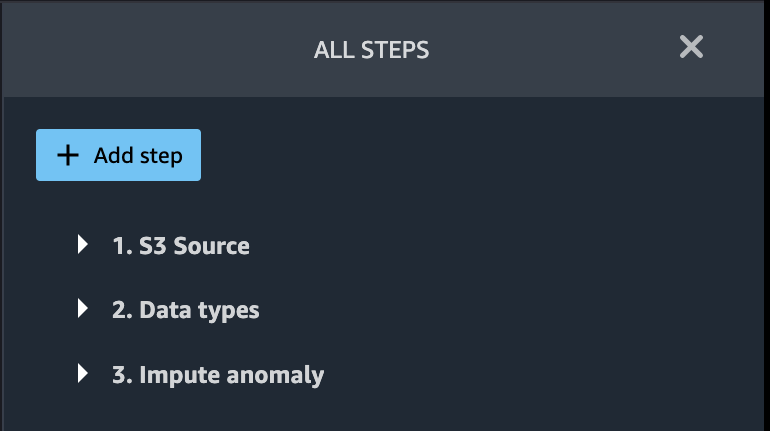 ALL STEPS
Add step
1. S3 Source
2. Data types
3. Impute anomaly